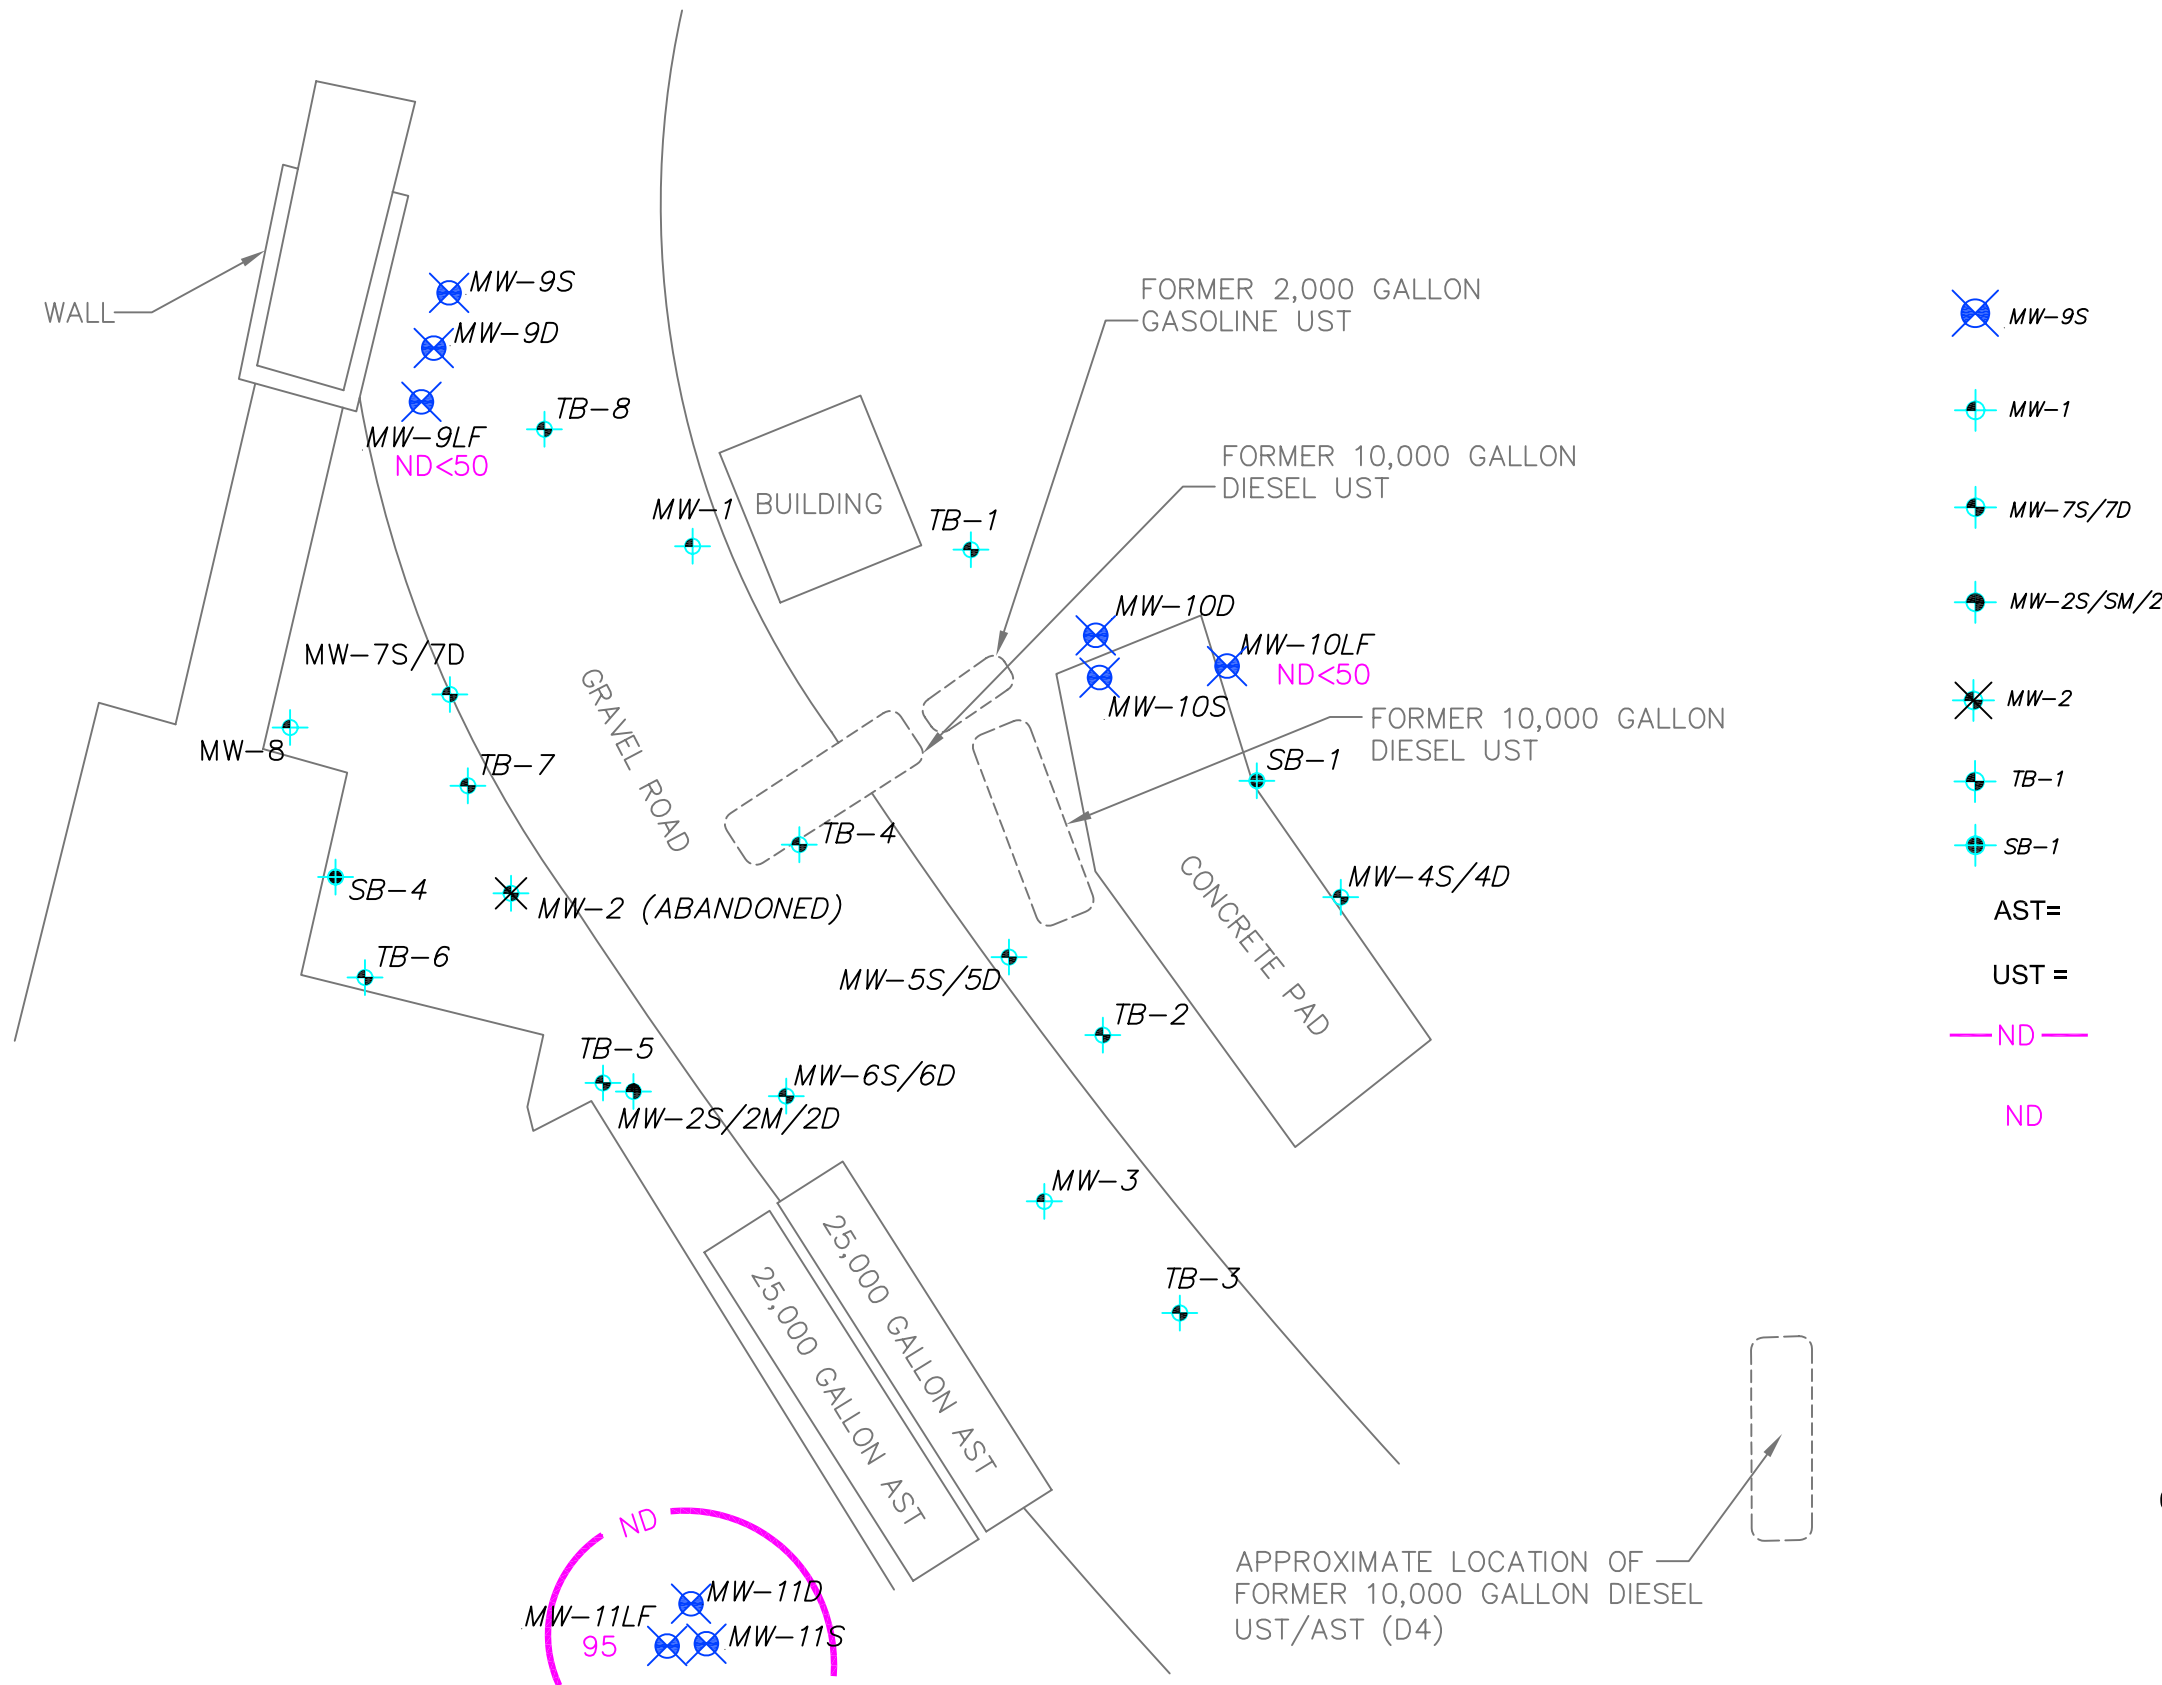 WALL
MW-9S
MW-9D
MW-9LF
ND<50
TB-8
MW-1
BUILDING
TB-1
FORMER 2,000 GALLON
GASOLINE UST
FORMER 10,000 GALLON
DIESEL UST
MW-10D
MW-10LF
ND<50
MW-10S
FORMER 10,000 GALLON
DIESEL UST
MW-7S/7D
MW-8
GRAVEL ROAD
TB-7
TB-4
SB-1
SB-4
MW-2 (ABANDONED)
MW-4S/4D
CONCRETE PAD
TB-6
MW-5S/5D
TB-2
TB-5
MW-2S/2M/2D
MW-6S/6D
MW-3
TB-3
25,000 GALLON AST
25,000 GALLON AST
ND
MW-11D
MW-11LF
95
MW-11S
APPROXIMATE LOCATION OF
FORMER 10,000 GALLON DIESEL
UST/AST (D4)
MW-9S
MW-1
MW-7S/7D
MW-2S/SM/2
MW-2
TB-1
SB-1
AST=
UST =
ND
ND